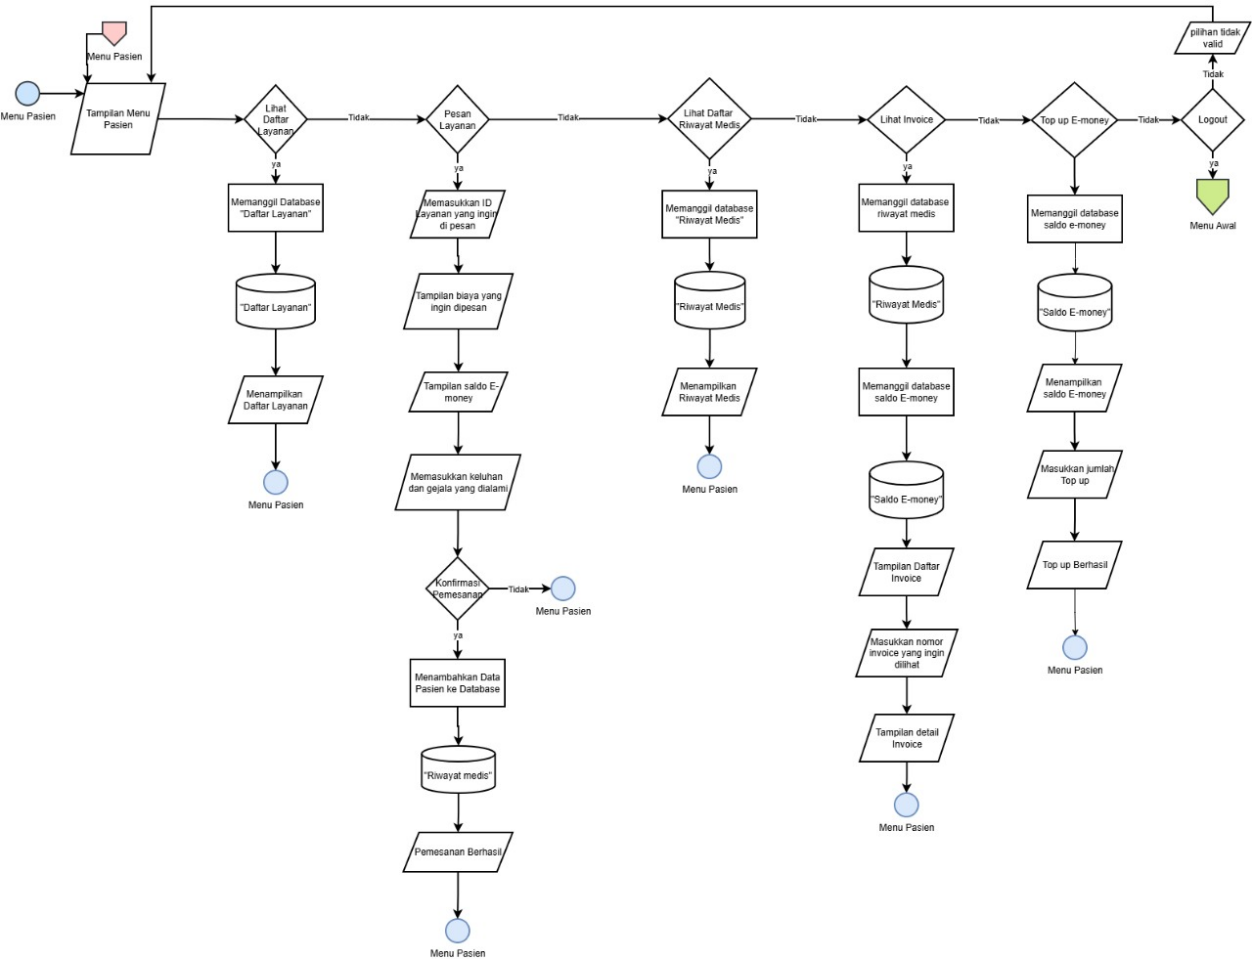 pilihan tidak
valid
Menu Pasien
Tidak
Menu Pasien
Tampilan Menu
Pasien
Lihat
Daftar
Layanan
Tidak
Pesan
Layanan
Tidak
Lihat Daftar
Riwayat Medis
Tidak
Lihat Invoice
Tidak
Top up E-money
Tidak
Logout
ya
Menu Awal
ya
Memanggil Database
"Daftar Layanan"
"Daftar Layanan"
Menampilkan
Daftar Layanan
Menu Pasien
ya
Memasukkan ID
Layanan yang ingin
di pesan
Tampilan biaya yang
ingin dipesan
Tampilan saldo E-
money
Memasukkan keluhan
dan gejala yang dialami
Konfirmasi
Pemesanan
Tidak
Menu Pasien
ya
Menambahkan Data
Pasien ke Database
"Riwayat medis"
Pemesanan Berhasil
Menu Pasien
ya
Memanggil database
"Riwayat Medis"
"Riwayat Medis"
Menampilkan
Riwayat Medis
Menu Pasien
ya
Memanggil database
riwayat medis
"Riwayat Medis"
Memanggil database
saldo E-money
"Saldo E-money"
Tampilan Daftar
Invoice
Masukkan nomor
invoice yang ingin
dilihat
Tampilan detail
Invoice
Menu Pasien
Memanggil database
saldo e-money
"Saldo E-money"
Menampilkan
saldo E-money
Masukkan jumlah
Top up
Top up Berhasil
Menu Pasien